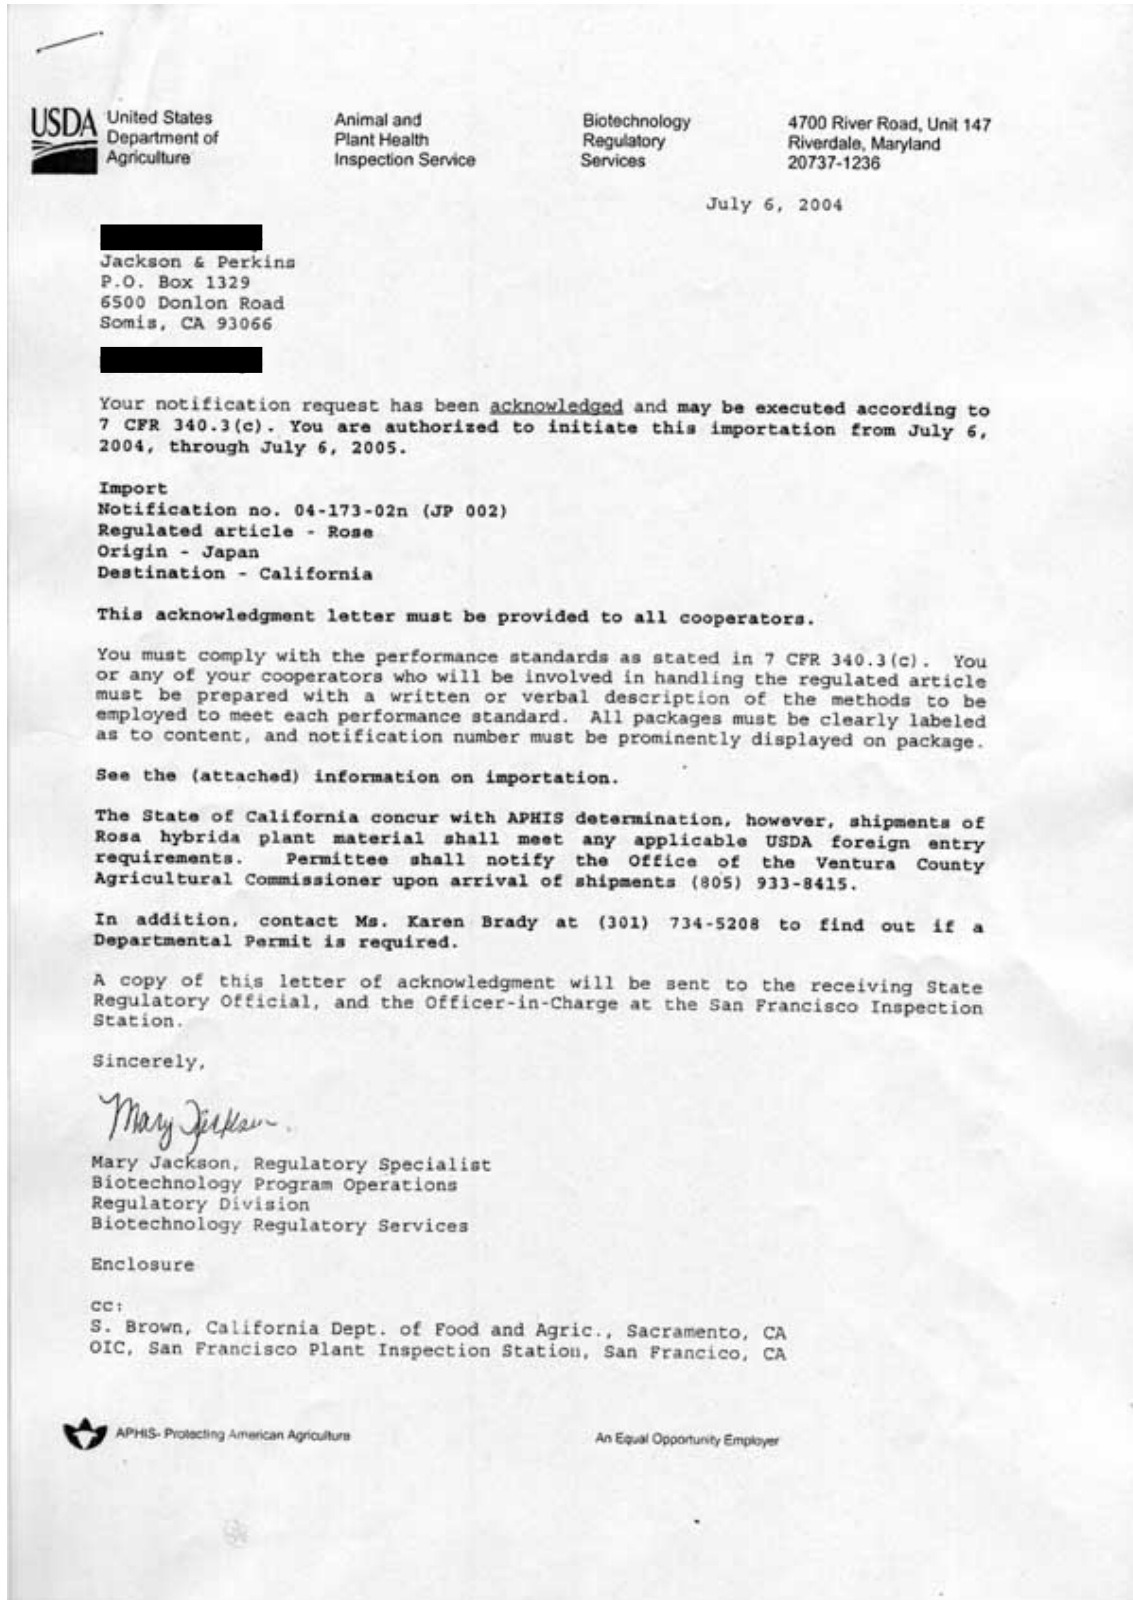 USDA
United States
Department of
Agriculture
Animal and
Plant Health
Inspection Service
Biotechnology
Regulatory
Services
4700 River Road, Unit 147
Riverdale, Maryland
20737-1236
July 6, 2004
Jackson & Perkins
P.O. Box 1329
6500 Donlon Road
Somis, CA 93066
Your notification request has been acknowledged and may be executed according to
7 CFR 340.3(c). You are authorized to initiate this importation from July 6,
2004, through July 6, 2005.
Import
Notification no. 04-173-02n (JP 002)
Regulated article - Rose
Origin - Japan
Destination - California
This acknowledgment letter must be provided to all cooperators.
You must comply with the performance standards as stated in 7 CFR 340.3(c). You
or any of your cooperators who will be involved in handling the regulated article
must be prepared with a written or verbal description of the methods to be
employed to meet each performance standard. All packages must be clearly labeled
as to content, and notification number must be prominently displayed on package.
See the (attached) information on importation.
The State of California concur with APHIS determination, however, shipments of
Rosa hybrida plant material shall meet any applicable USDA foreign entry
requirements. Permittee shall notify the Office of the Ventura County
Agricultural Commissioner upon arrival of shipments (805) 933-8415.
In addition, contact Ms. Karen Brady at (301) 734-5208 to find out if a
Departmental Permit is required.
A copy of this letter of acknowledgment will be sent to the receiving State
Regulatory Official, and the Officer-in-Charge at the San Francisco Inspection
Station.
Sincerely,
Mary Jackson
Mary Jackson, Regulatory Specialist
Biotechnology Program Operations
Regulatory Division
Biotechnology Regulatory Services
Enclosure
cc:
S. Brown, California Dept. of Food and Agric., Sacramento, CA
OIC, San Francisco Plant Inspection Station, San Francico, CA
APHIS- Protecting American Agriculture
An Equal Opportunity Employer